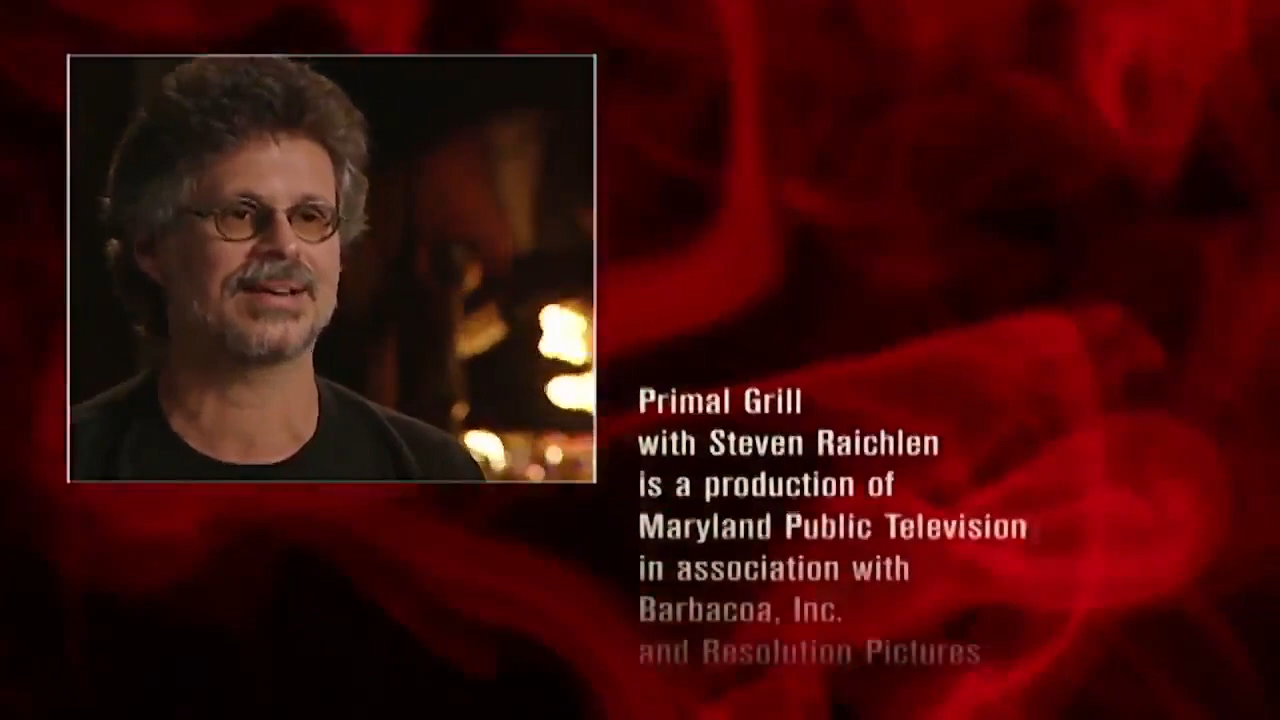 Primal Grill
with Steven Raichlen
is a production of
Maryland Public Television
in association with
Barbacoa, Inc.
and Resolution Pictures